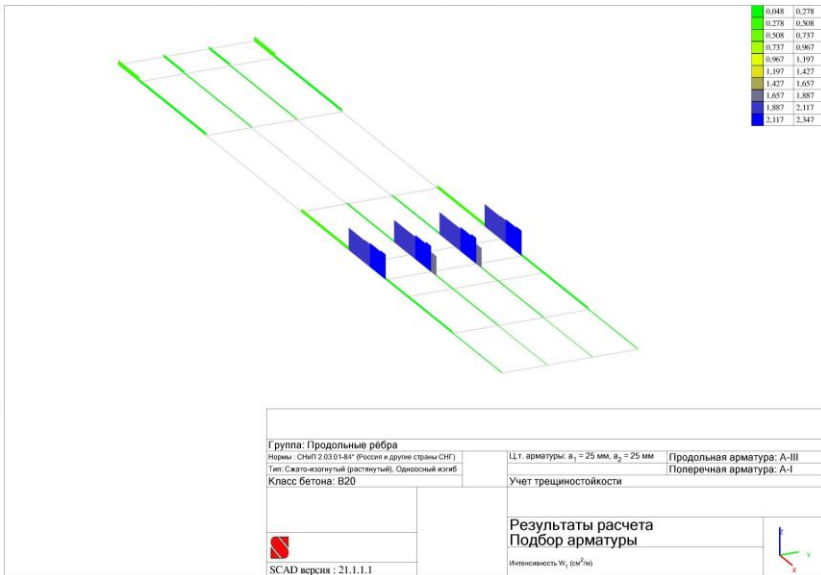 0,048 0,278
0,278 0,508
0,508 0,737
0,737 0,967
0,967 1,197
1,197 1,427
1,427 1,657
1,657 1,887
1,887 2,117
2,117 2,347
Группа: Продольные рёбра
Нормы : СНиП 2.03.01-84* (Россия и другие страны СНГ)
Ц.т. арматуры: a1 = 25 мм, a2 = 25 мм
Продольная арматура: A-III
Тип: Сжато-изогнутый (растянутый), Одноосный изгиб
Поперечная арматура: A-I
Класс бетона: B20
Учет трещиностойкости
Результаты расчета
Подбор арматуры
Z
Y
X
Интенсивность W1 (см²/м)
SCAD версия : 21.1.1.1